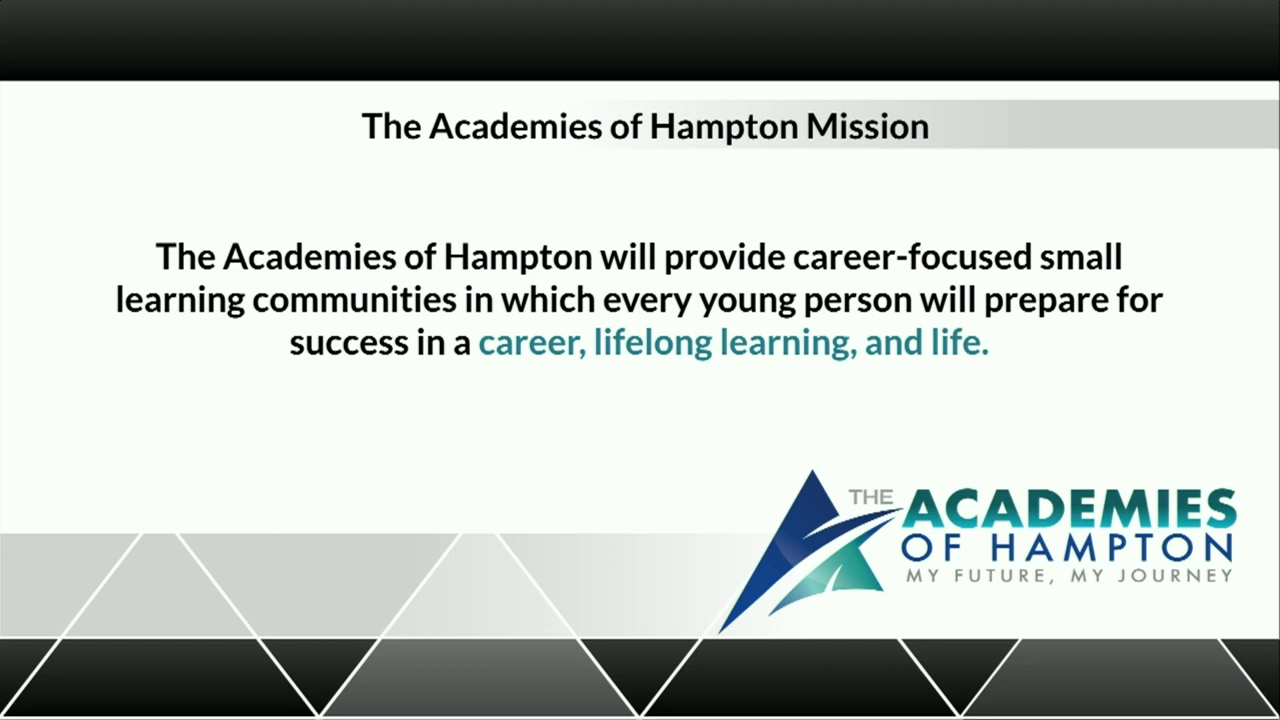 The Academies of Hampton Mission
The Academies of Hampton will provide career-focused small
learning communities in which every young person will prepare for
success in a career, lifelong learning, and life.
THE ACADEMIES
OF HAMPTON
MY FUTURE, MY JOURNEY